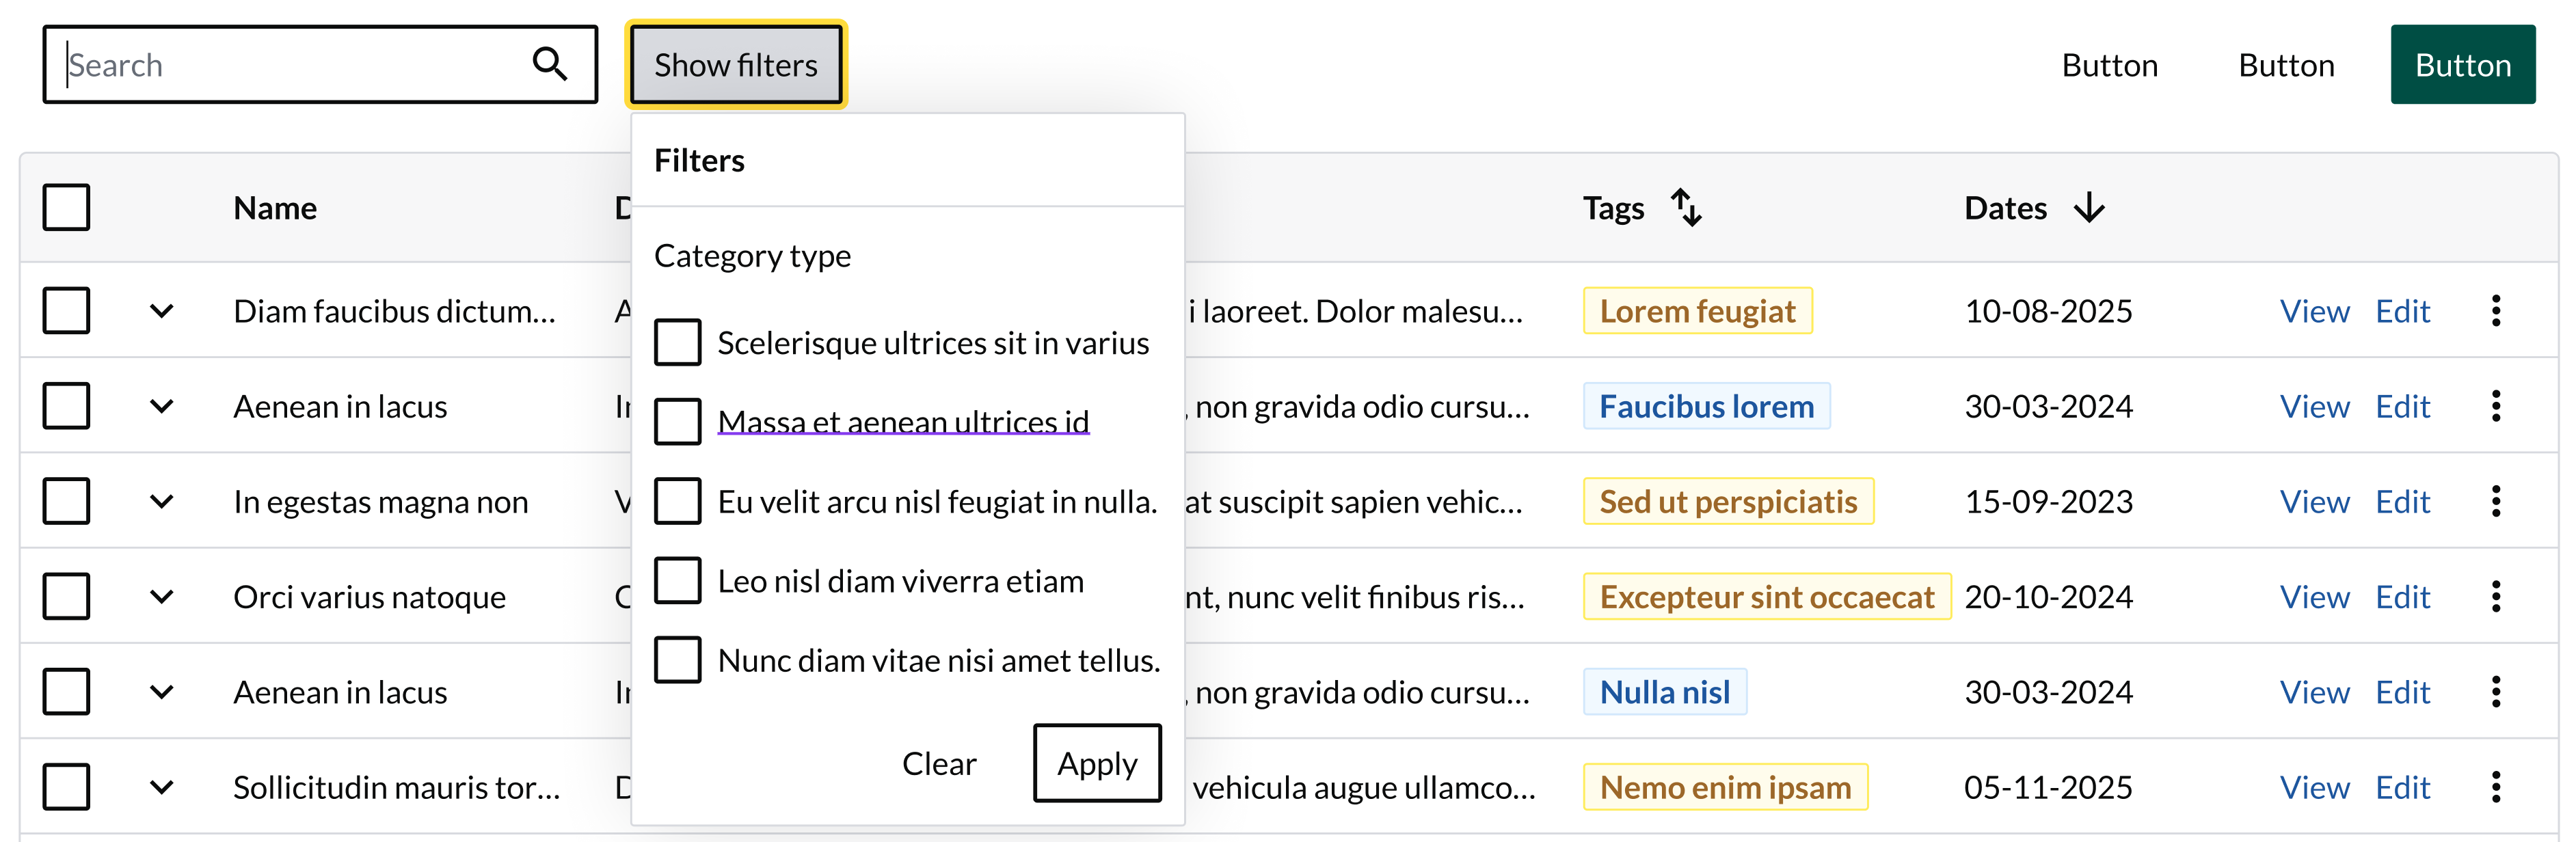 Search
Show filters
Button
Button
Button
Filters
Name
Tags
Dates
Category type
Scelerisque ultrices sit in varius
Massa et aenean ultrices id
Eu velit arcu nisl feugiat in nulla.
Leo nisl diam viverra etiam
Nunc diam vitae nisi amet tellus.
Clear
Apply
Diam faucibus dictum... i laoreet. Dolor malesu... Lorem feugiat 10-08-2025 View Edit
Aenean in lacus , non gravida odio cursu... Faucibus lorem 30-03-2024 View Edit
In egestas magna non at suscipit sapien vehic... Sed ut perspiciatis 15-09-2023 View Edit
Orci varius natoque nt, nunc velit finibus ris... Excepteur sint occaecat 20-10-2024 View Edit
Aenean in lacus , non gravida odio cursu... Nulla nisl 30-03-2024 View Edit
Sollicitudin mauris tor... vehicula augue ullamco... Nemo enim ipsam 05-11-2025 View Edit